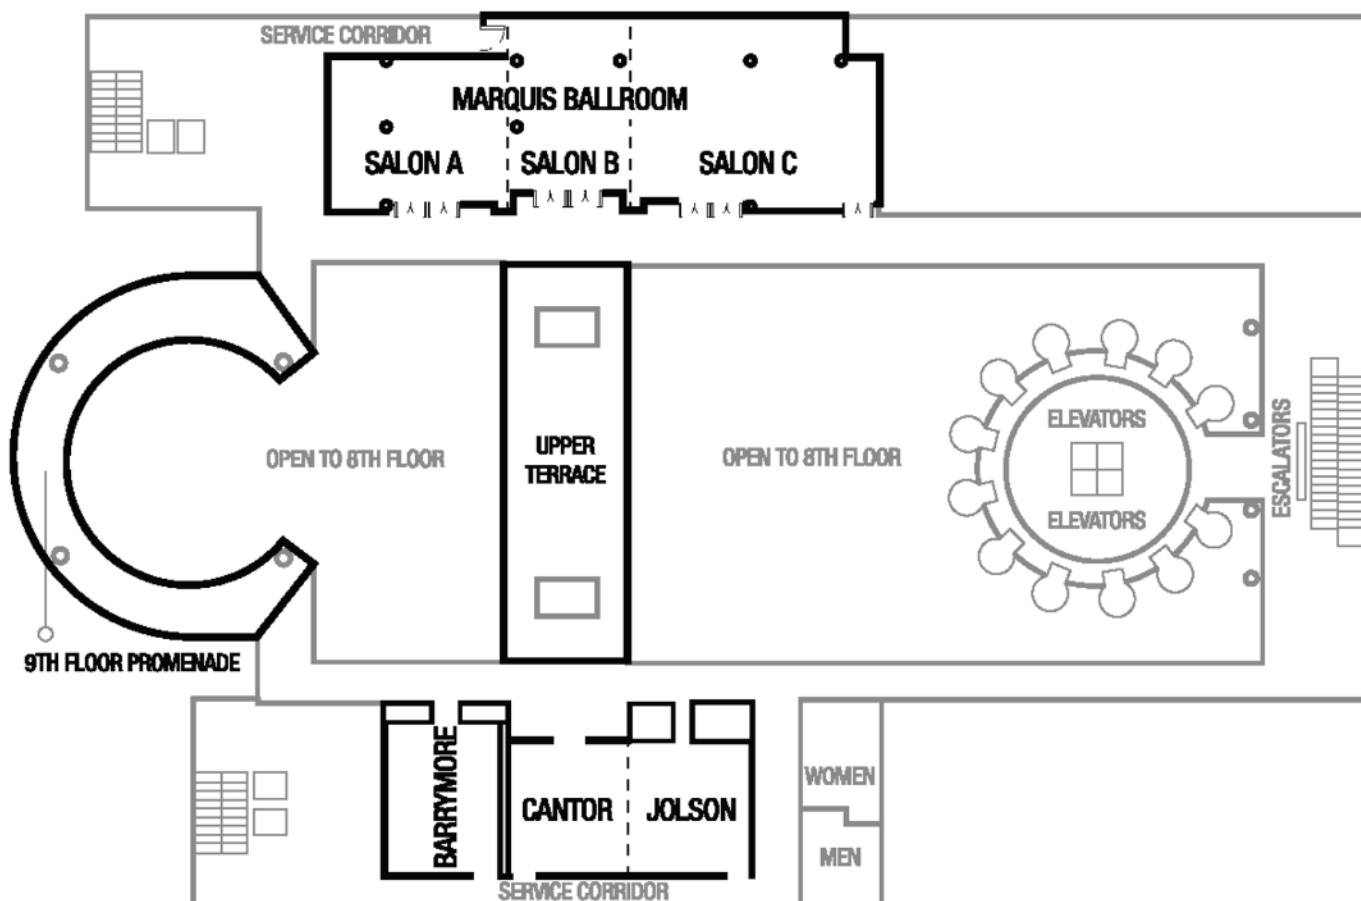 SERVICE CORRIDOR
MARQUIS BALLROOM
SALON A
SALON B
SALON C
OPEN TO 8TH FLOOR
UPPER
TERRACE
OPEN TO 8TH FLOOR
ELEVATORS
ELEVATORS
ESCALATORS
9TH FLOOR PROMENADE
BARRYMORE
CANTOR
JOLSON
WOMEN
MEN
SERVICE CORRIDOR